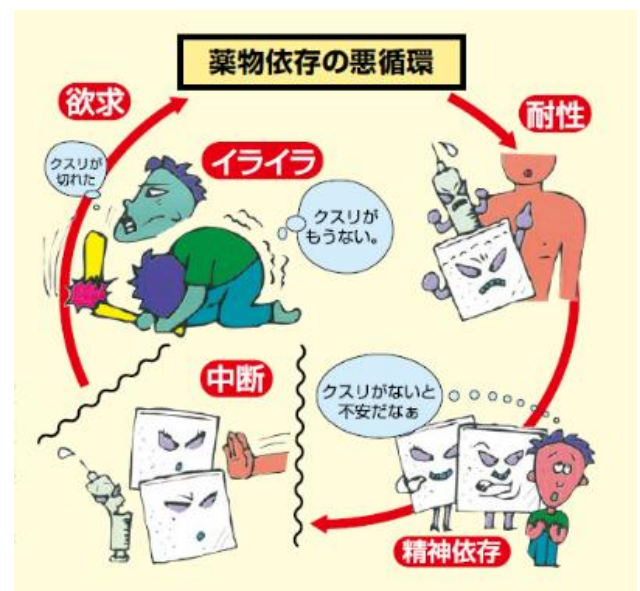 薬物依存の悪循環
欲求
耐性
クスリが
切れた
イライラ
クスリが
もうない。
中断
クスリがないと
不安だなぁ
精神依存